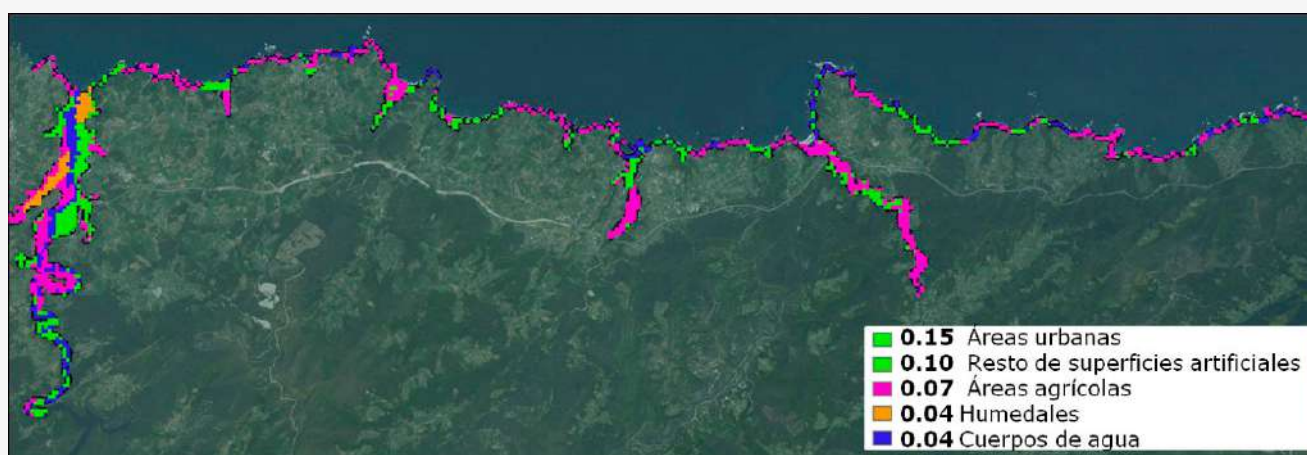 0.15 Áreas urbanas
0.10 Resto de superficies artificiales
0.07 Áreas agrícolas
0.04 Humedales
0.04 Cuerpos de agua